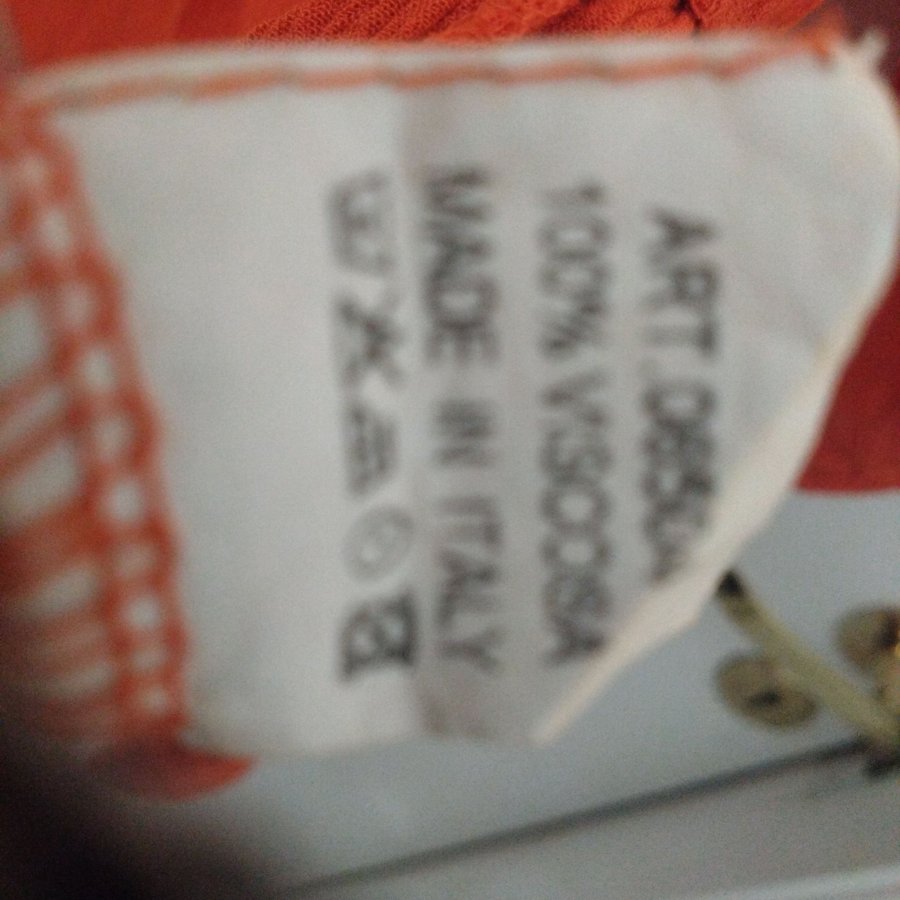 ART.
100% VISCOSA
MADE IN ITALY